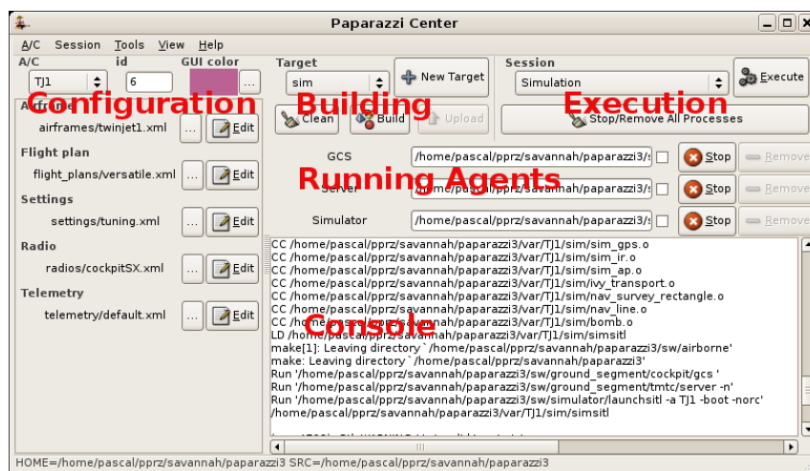 Paparazzi Center
A/C Session Tools View Help
A/C id GUI color
TJ1 6 ...
Configuration
Airframe
airframes/twinjet1.xml ... Edit
Flight plan
flight_plans/versatile.xml ... Edit
Settings
settings/tuning.xml ... Edit
Radio
radios/cockpitSX.xml ... Edit
Telemetry
telemetry/default.xml ... Edit
Target
sim New Target
Building
Clean Build Upload
Session
Simulation Execute
Execution
Stop/Remove All Processes
GCS /home/pascal/pprz/savannah/paparazzi3/s Stop Remove
Running Agents
Server /home/pascal/pprz/savannah/paparazzi3/s Stop Remove
Simulator /home/pascal/pprz/savannah/paparazzi3/s Stop Remove
CC /home/pascal/pprz/savannah/paparazzi3/var/TJ1/sim/sim_gps.o
CC /home/pascal/pprz/savannah/paparazzi3/var/TJ1/sim/sim_ir.o
CC /home/pascal/pprz/savannah/paparazzi3/var/TJ1/sim/sim_ap.o
CC /home/pascal/pprz/savannah/paparazzi3/var/TJ1/sim/ivy_transport.o
CC /home/pascal/pprz/savannah/paparazzi3/var/TJ1/sim/nav_survey_rectangle.o
CC /home/pascal/pprz/savannah/paparazzi3/var/TJ1/sim/nav_line.o
CC /home/pascal/pprz/savannah/paparazzi3/var/TJ1/sim/bomb.o
Console
LD /home/pascal/pprz/savannah/paparazzi3/var/TJ1/sim/simsitl
make[1]: Leaving directory `/home/pascal/pprz/savannah/paparazzi3/sw/airborne'
make: Leaving directory `/home/pascal/pprz/savannah/paparazzi3'
Run '/home/pascal/pprz/savannah/paparazzi3/sw/ground_segment/cockpit/gcs '
Run '/home/pascal/pprz/savannah/paparazzi3/sw/ground_segment/tmtc/server -n'
Run '/home/pascal/pprz/savannah/paparazzi3/sw/simulator/launchsitl -a TJ1 -boot -norc'
/home/pascal/pprz/savannah/paparazzi3/var/TJ1/sim/simsitl
HOME=/home/pascal/pprz/savannah/paparazzi3 SRC=/home/pascal/pprz/savannah/paparazzi3